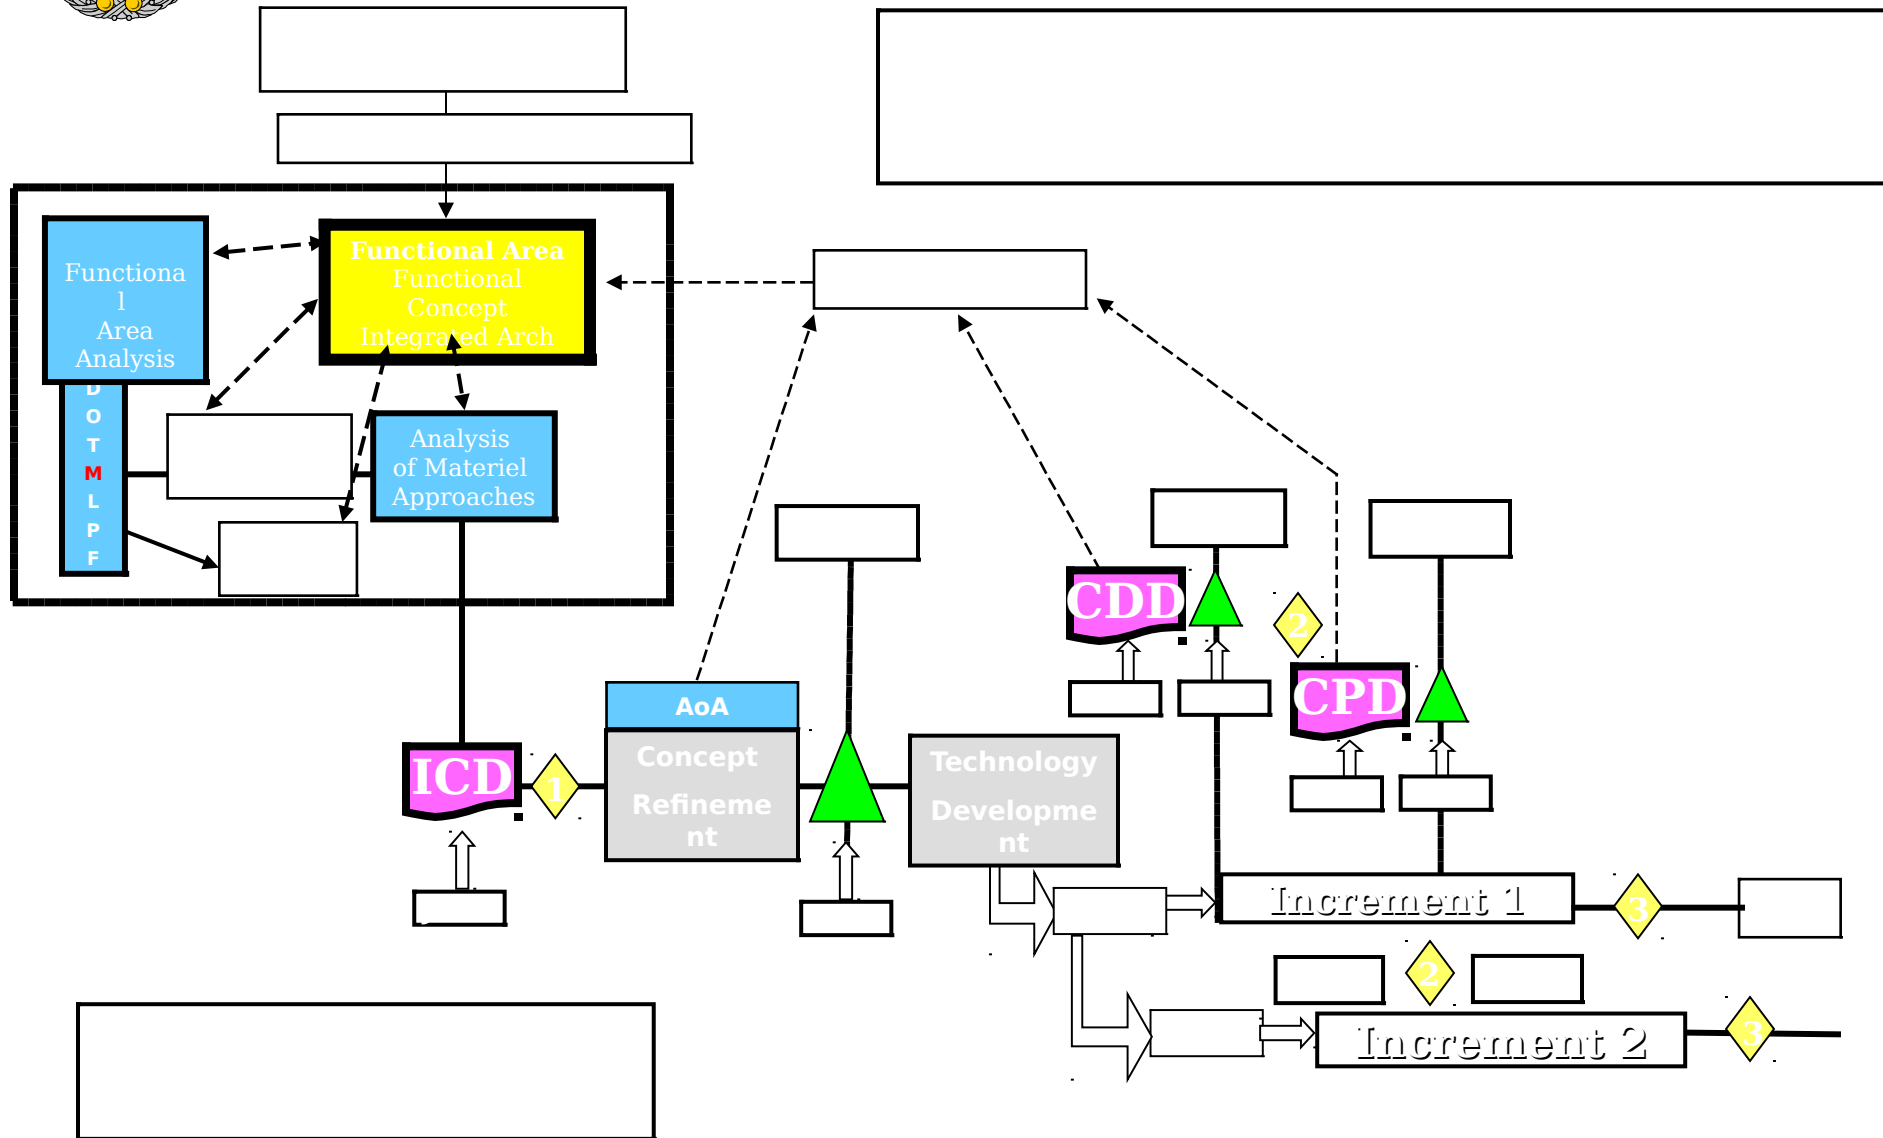 Functional Area
Functional
Concept
Integrated Arch
Functiona
l
Area
Analysis
D
O
T
M
L
P
F
Analysis
of Materiel
Approaches
CDD
2
CPD
AoA
Concept
Refineme
nt
Technology
Developme
nt
ICD
1
Increment 1
3
2
Increment 2
3